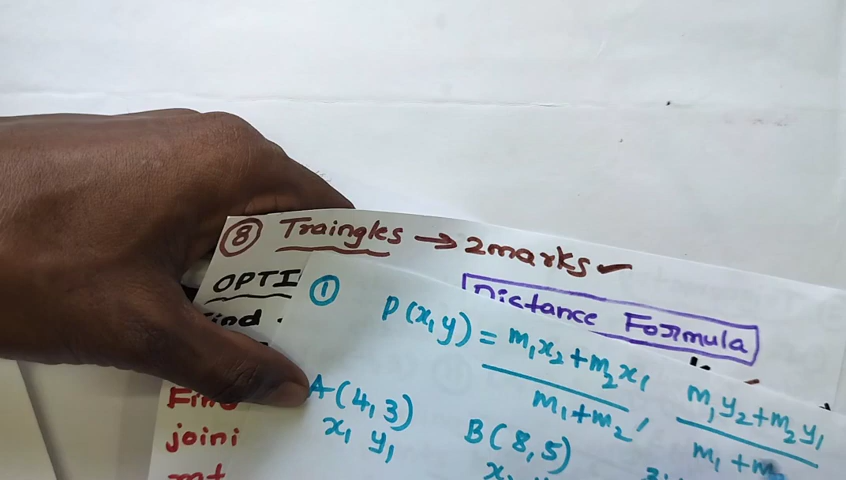 ⑧ Traingles → 2marks ✓
OPTI
Distance Formula
①
P(x,y) = m₁x₂+m₂x₁ / m₁+m₂ , m₁y₂+m₂y₁ / m₁+m₂
A(4,3)
x₁ y₁
B(8,5)
Find
joini